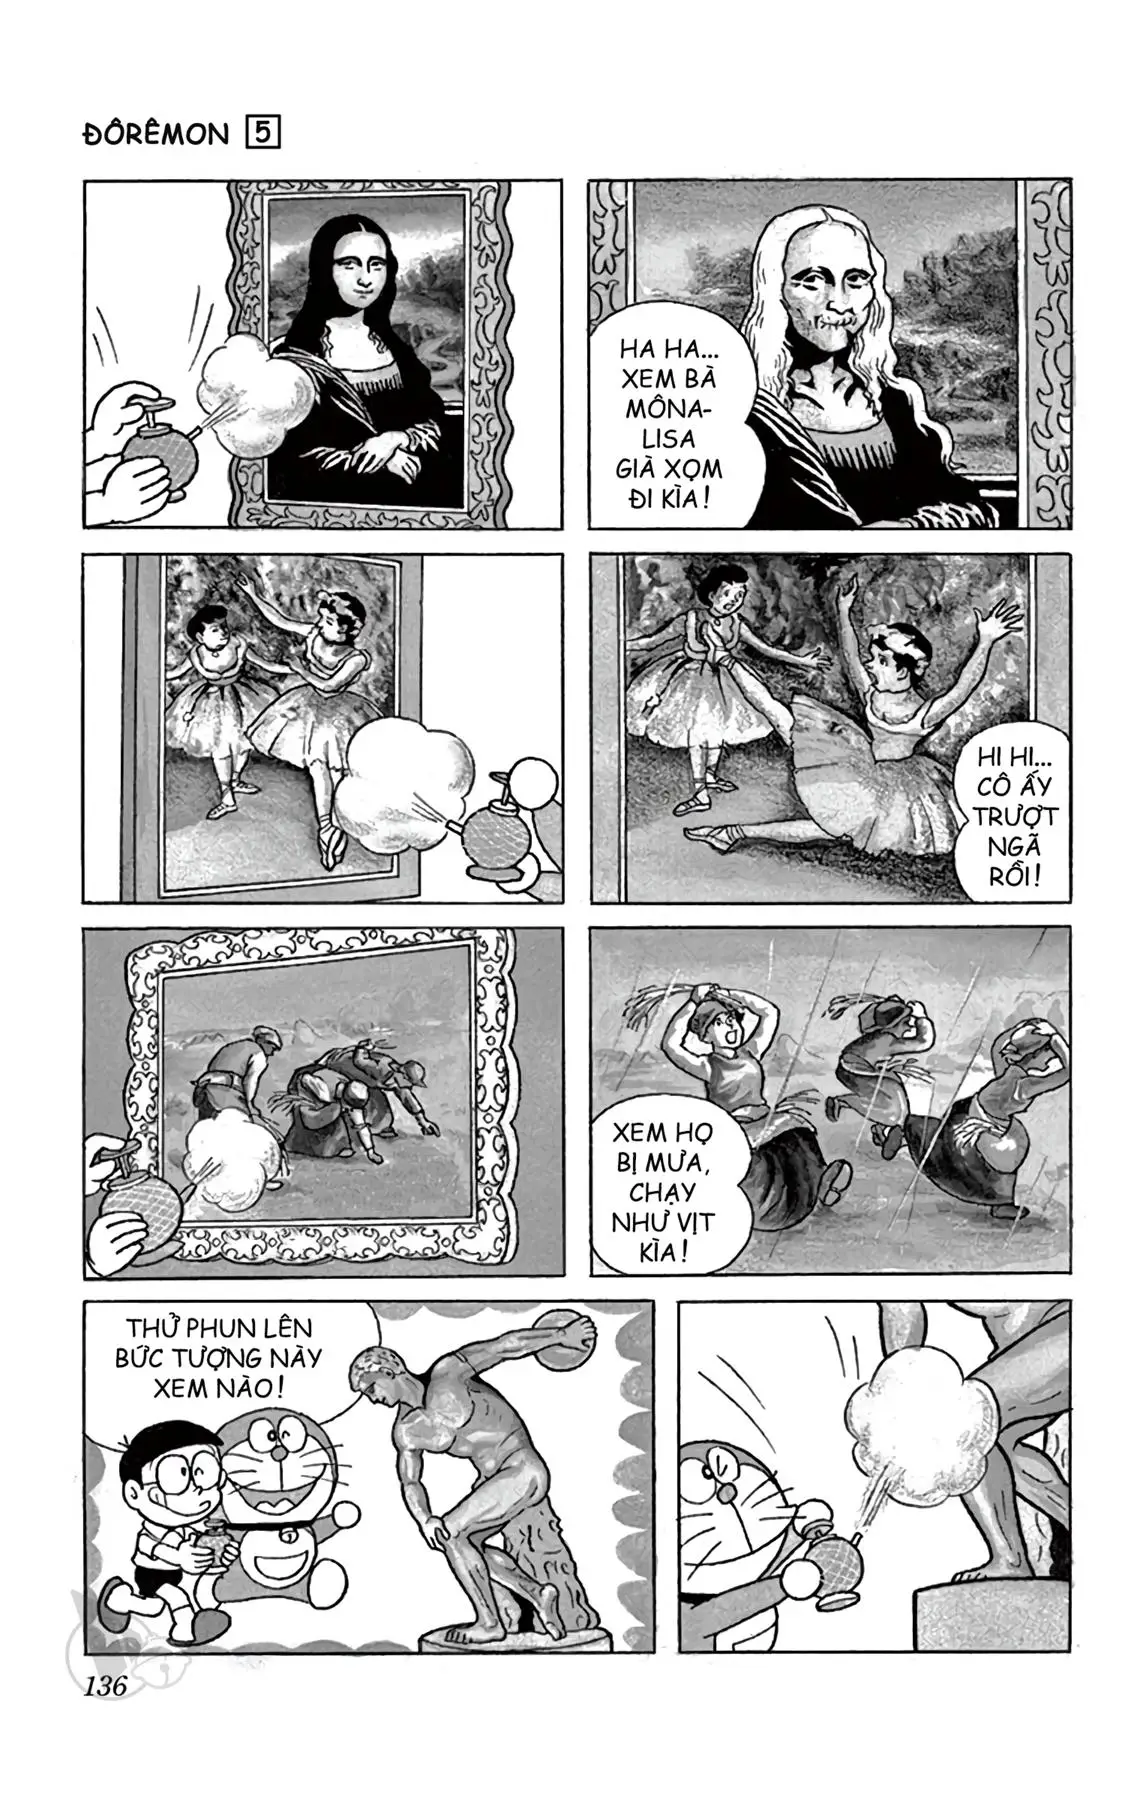 ĐÔRÊMON 5
HA HA...
XEM BÀ
MÔNA-
LISA
GIÀ XỌM
ĐI KÌA!
HI HI...
CÔ ẤY
TRƯỢT
NGÃ
RỒI!
XEM HỌ
BỊ MƯA,
CHẠY
NHƯ VỊT
KÌA!
THỬ PHUN LÊN
BỨC TƯỢNG NÀY
XEM NÀO!
136